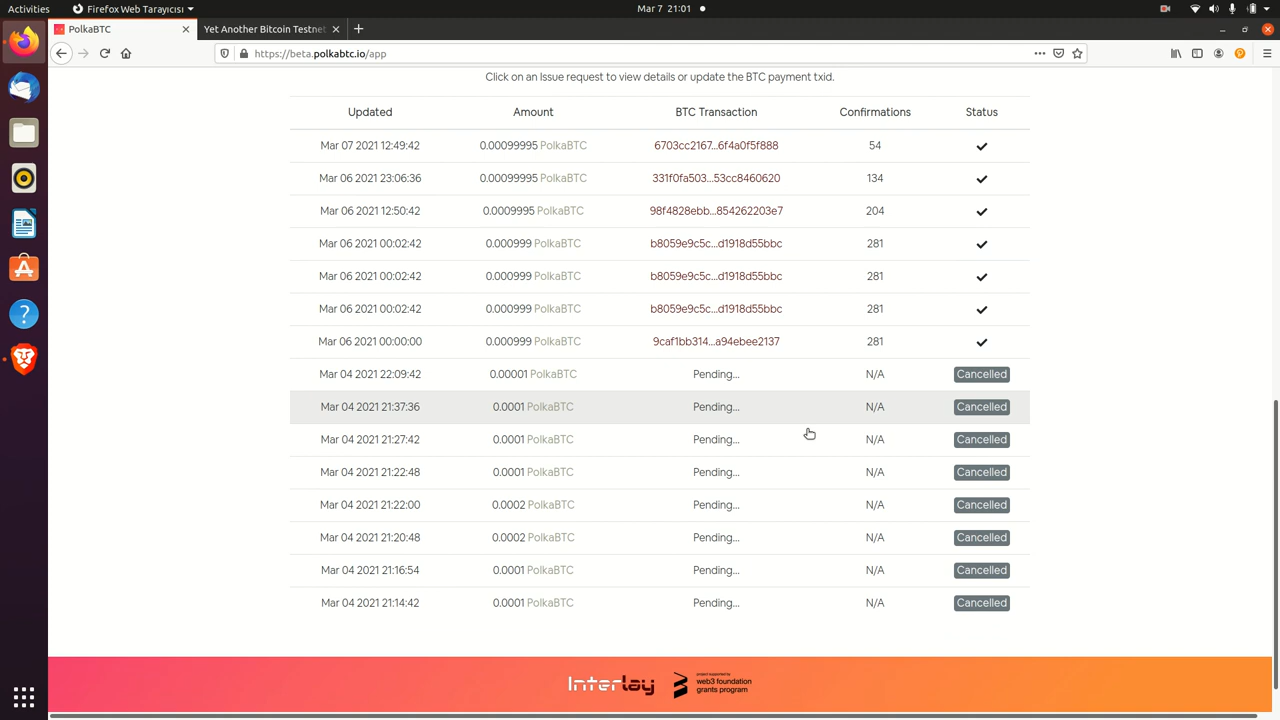 Activities
Firefox Web Tarayıcısı
Mar 7 21:01
PolkaBTC
Yet Another Bitcoin Testnet
https://beta.polkabtc.io/app
Click on an Issue request to view details or update the BTC payment txid.
Updated Amount BTC Transaction Confirmations Status
Mar 07 2021 12:49:42 0.00099995 PolkaBTC 6703cc2167...6f4a0f5f888 54
Mar 06 2021 23:06:36 0.00099995 PolkaBTC 331f0fa503...53cc8460620 134
Mar 06 2021 12:50:42 0.0009995 PolkaBTC 98f4828ebb...854262203e7 204
Mar 06 2021 00:02:42 0.000999 PolkaBTC b8059e9c5c...d1918d55bbc 281
Mar 06 2021 00:02:42 0.000999 PolkaBTC b8059e9c5c...d1918d55bbc 281
Mar 06 2021 00:02:42 0.000999 PolkaBTC b8059e9c5c...d1918d55bbc 281
Mar 06 2021 00:00:00 0.000999 PolkaBTC 9caf1bb314...a94ebee2137 281
Mar 04 2021 22:09:42 0.00001 PolkaBTC Pending... N/A Cancelled
Mar 04 2021 21:37:36 0.0001 PolkaBTC Pending... N/A Cancelled
Mar 04 2021 21:27:42 0.0001 PolkaBTC Pending... N/A Cancelled
Mar 04 2021 21:22:48 0.0001 PolkaBTC Pending... N/A Cancelled
Mar 04 2021 21:22:00 0.0002 PolkaBTC Pending... N/A Cancelled
Mar 04 2021 21:20:48 0.0002 PolkaBTC Pending... N/A Cancelled
Mar 04 2021 21:16:54 0.0001 PolkaBTC Pending... N/A Cancelled
Mar 04 2021 21:14:42 0.0001 PolkaBTC Pending... N/A Cancelled
Interlay
project supported by
web3 foundation
grants program